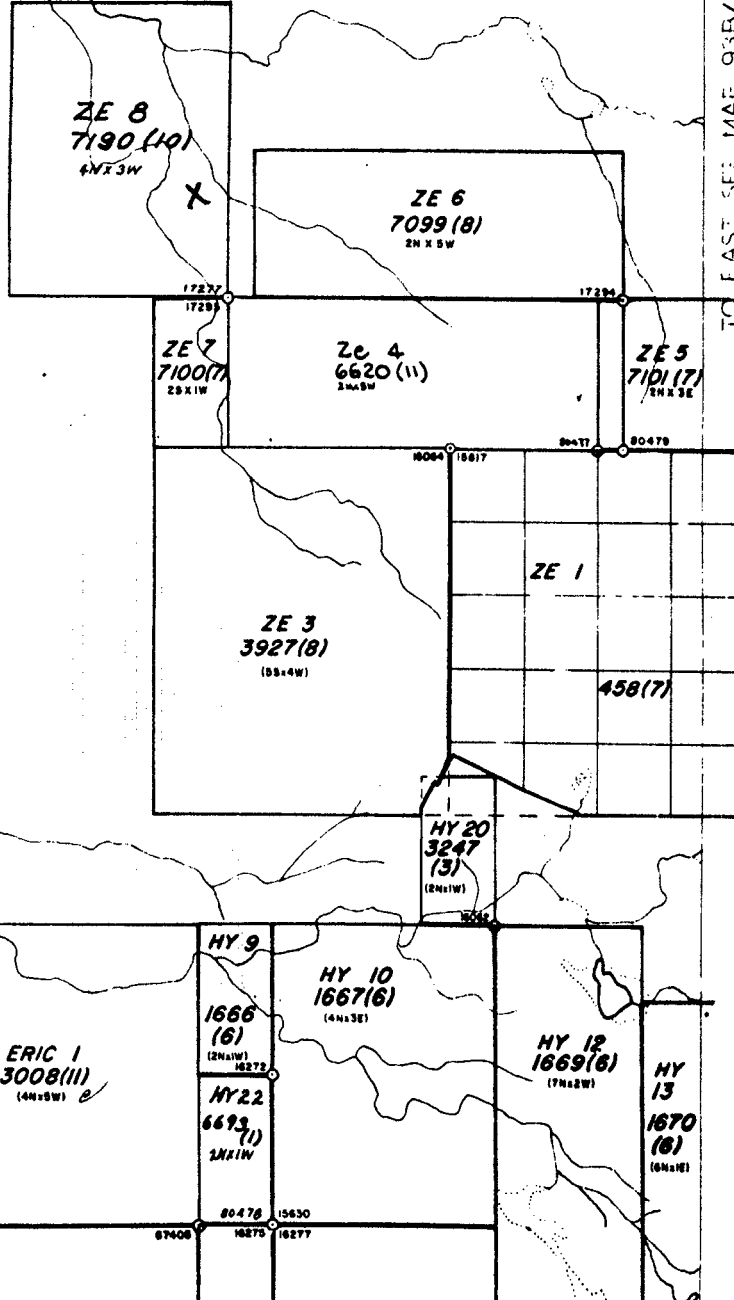 ZE 8
7190 (10)
4N X 3W
X
ZE 6
7099 (8)
2N X 5W
17277
17295
17294
ZE 7
7100(7)
2S X 1W
Ze 4
6620 (11)
ZE 5
7101 (7)
2N X 3E
80477
80479
15617
ZE 1
ZE 3
3927(8)
(5S x 4W)
458(7)
HY 20
3247
(3)
(2N x 1W)
HY 9
HY 10
1667(6)
(4N x 3E)
1666
(6)
(2N x 1W)
16272
ERIC 1
3008(11)
(4N x 5W)
HY 12
1669(6)
(7N x 2W)
HY
13
1670
(6)
(6N x 1E)
HY 22
6693
(1)
2N X 1W
80478
15630
67405
16275
16277
TO EAST SEE MAP 93B/